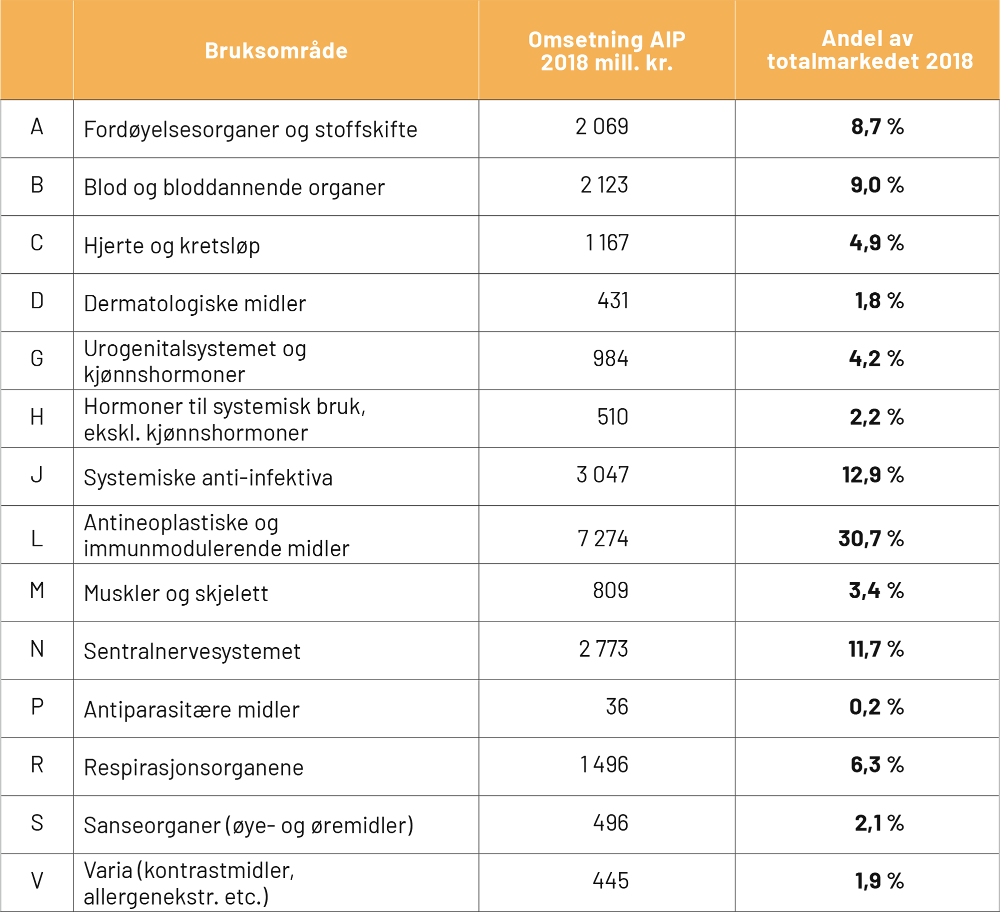 Bruksområde
Omsetning AIP
2018 mill. kr.
Andel av
totalmarkedet 2018
A
Fordøyelsesorganer og stoffskifte
2 069
8,7 %
B
Blod og bloddannende organer
2 123
9,0 %
C
Hjerte og kretsløp
1 167
4,9 %
D
Dermatologiske midler
431
1,8 %
G
Urogenitalsystemet og
kjønnshormoner
984
4,2 %
H
Hormoner til systemisk bruk,
ekskl. kjønnshormoner
510
2,2 %
J
Systemiske anti-infektiva
3 047
12,9 %
L
Antineoplastiske og
immunmodulerende midler
7 274
30,7 %
M
Muskler og skjelett
809
3,4 %
N
Sentralnervesystemet
2 773
11,7 %
P
Antiparasitære midler
36
0,2 %
R
Respirasjonsorganene
1 496
6,3 %
S
Sanseorganer (øye- og øremidler)
496
2,1 %
V
Varia (kontrastmidler,
allergenekstr. etc.)
445
1,9 %